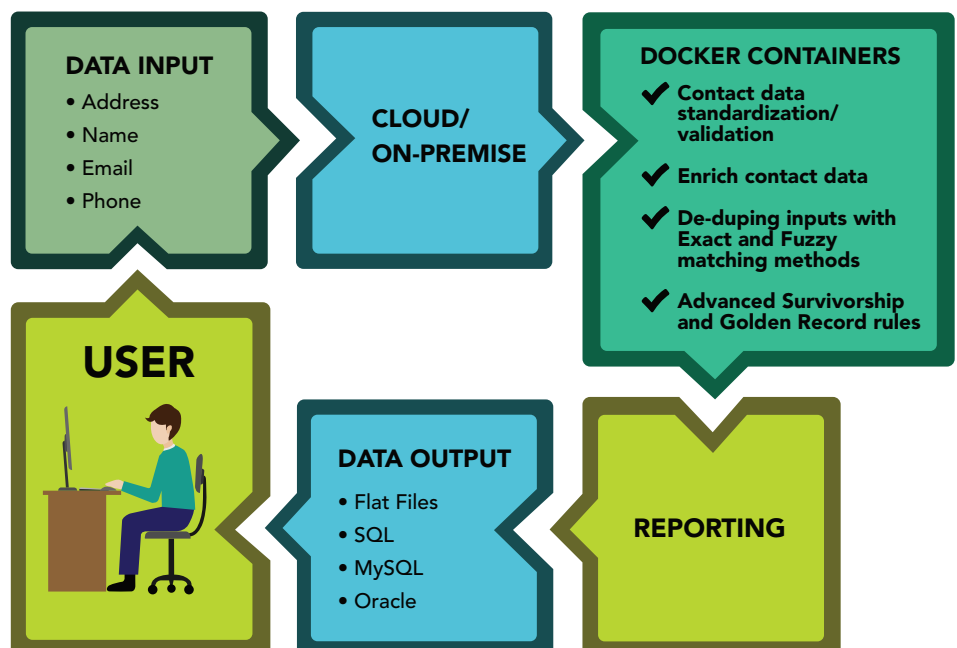 DATA INPUT
• Address
• Name
• Email
• Phone
CLOUD/
ON-PREMISE
DOCKER CONTAINERS
✔ Contact data
standardization/
validation
✔ Enrich contact data
✔ De-duping inputs with
Exact and Fuzzy
matching methods
✔ Advanced Survivorship
and Golden Record rules
REPORTING
DATA OUTPUT
• Flat Files
• SQL
• MySQL
• Oracle
USER